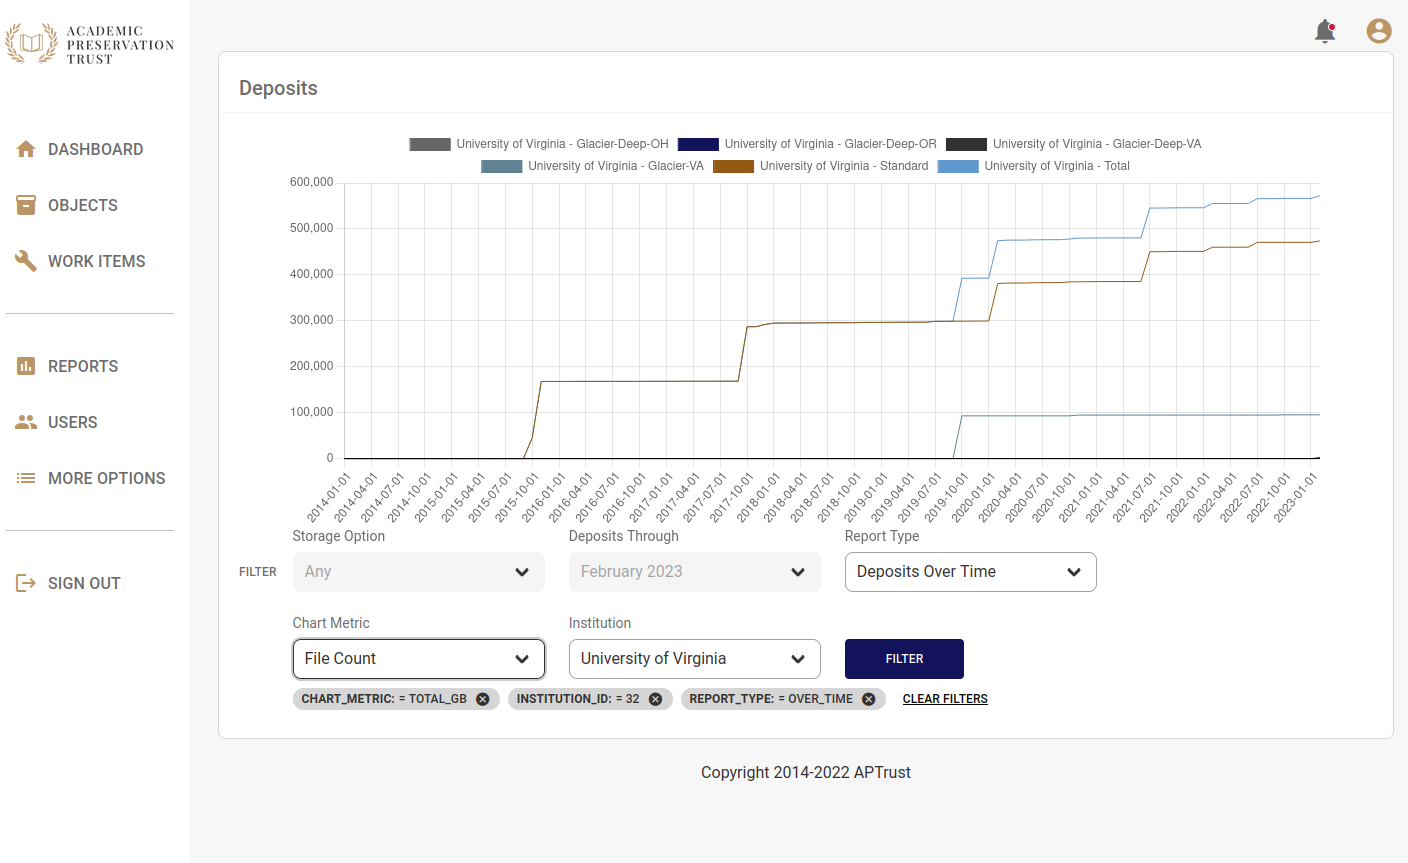 ACADEMIC
PRESERVATION
TRUST
DASHBOARD
OBJECTS
WORK ITEMS
REPORTS
USERS
MORE OPTIONS
SIGN OUT
Deposits
University of Virginia - Glacier-Deep-OH University of Virginia - Glacier-Deep-OR University of Virginia - Glacier-Deep-VA
University of Virginia - Glacier-VA University of Virginia - Standard University of Virginia - Total
600,000
500,000
400,000
300,000
200,000
100,000
0
2014-01-01 2014-04-01 2014-07-01 2014-10-01 2015-01-01 2015-04-01 2015-07-01 2015-10-01 2016-01-01 2016-04-01 2016-07-01 2016-10-01 2017-01-01 2017-04-01 2017-07-01 2017-10-01 2018-01-01 2018-04-01 2018-07-01 2018-10-01 2019-01-01 2019-04-01 2019-07-01 2019-10-01 2020-01-01 2020-04-01 2020-07-01 2020-10-01 2021-01-01 2021-04-01 2021-07-01 2021-10-01 2022-01-01 2022-04-01 2022-07-01 2022-10-01 2023-01-01
Storage Option Deposits Through Report Type
FILTER Any February 2023 Deposits Over Time
Chart Metric Institution
File Count University of Virginia FILTER
CHART_METRIC: = TOTAL_GB INSTITUTION_ID: = 32 REPORT_TYPE: = OVER_TIME CLEAR FILTERS
Copyright 2014-2022 APTrust